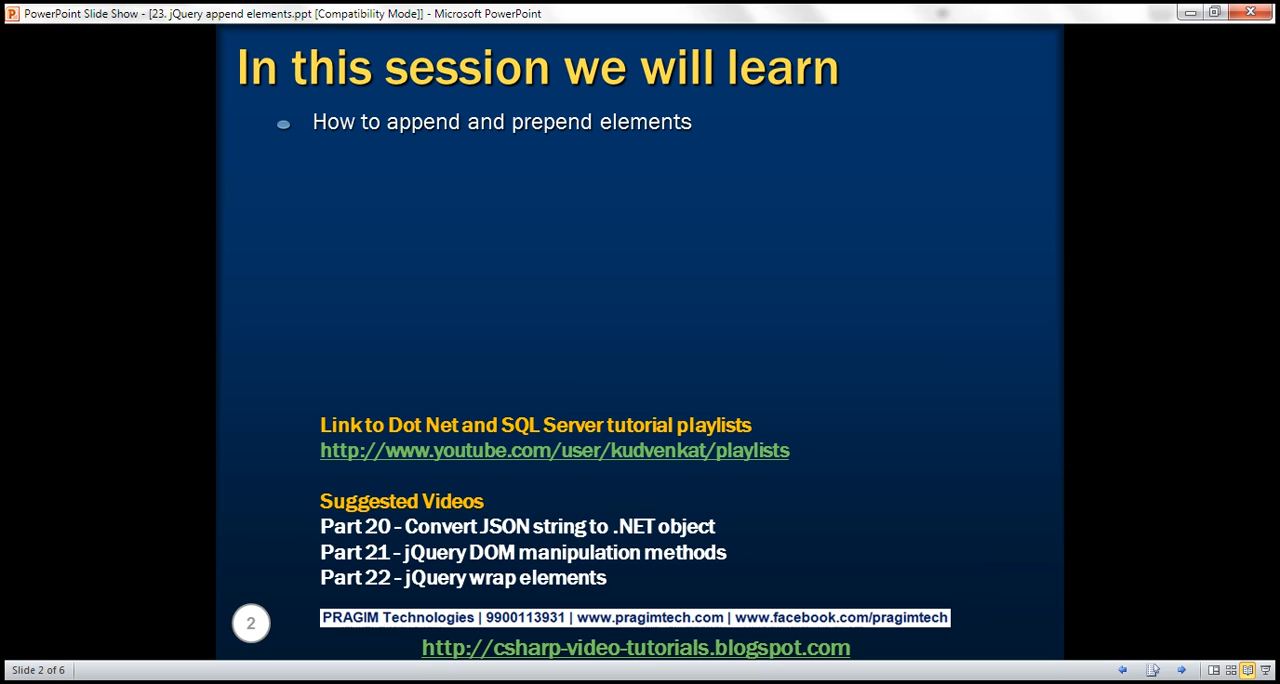 PowerPoint Slide Show - [23. jQuery append elements.ppt [Compatibility Mode]] - Microsoft PowerPoint
In this session we will learn
How to append and prepend elements
Link to Dot Net and SQL Server tutorial playlists
http://www.youtube.com/user/kudvenkat/playlists
Suggested Videos
Part 20 - Convert JSON string to .NET object
Part 21 - jQuery DOM manipulation methods
Part 22 - jQuery wrap elements
2
PRAGIM Technologies | 9900113931 | www.pragimtech.com | www.facebook.com/pragimtech
http://csharp-video-tutorials.blogspot.com
Slide 2 of 6